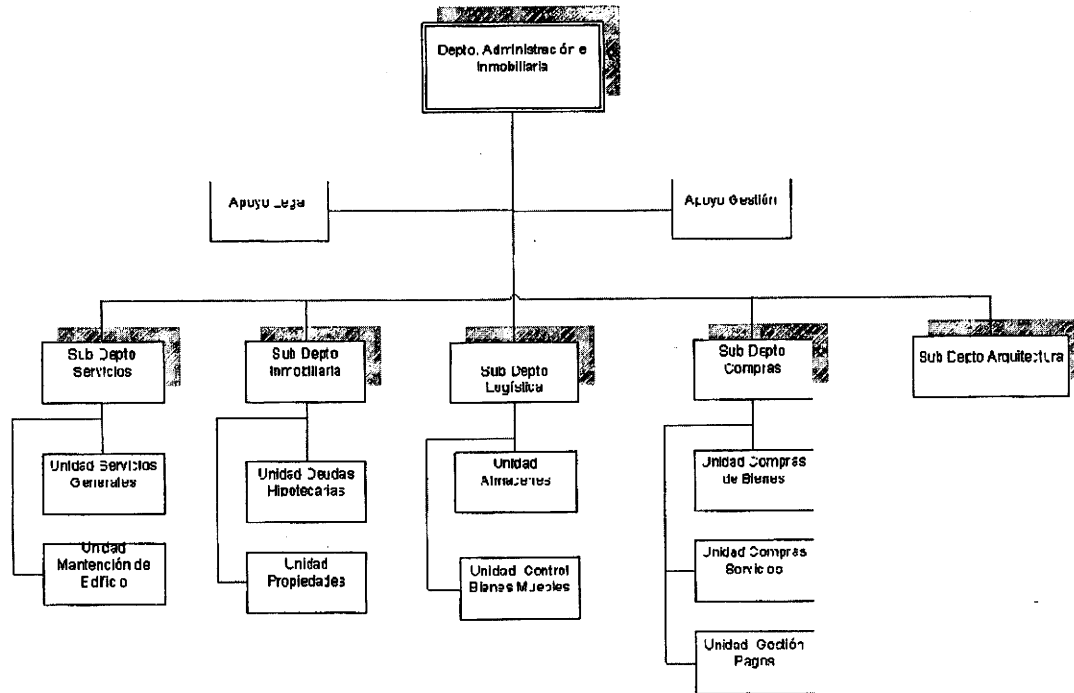 Depto. Administración e
Inmobiliaria
Apoyo Legal
Apoyo Gestión
Sub Depto
Servicios
Sub Depto
Inmobiliaria
Sub Depto
Logística
Sub Depto
Compras
Sub Depto Arquitectura
Unidad Servicios
Generales
Unidad Deudas
Hipotecarias
Unidad
Almacenes
Unidad Compras
de Bienes
Unidad
Mantención de
Edificio
Unidad
Propiedades
Unidad Control
Bienes Muebles
Unidad Compras
Servicios
Unidad Gestión
Pagos